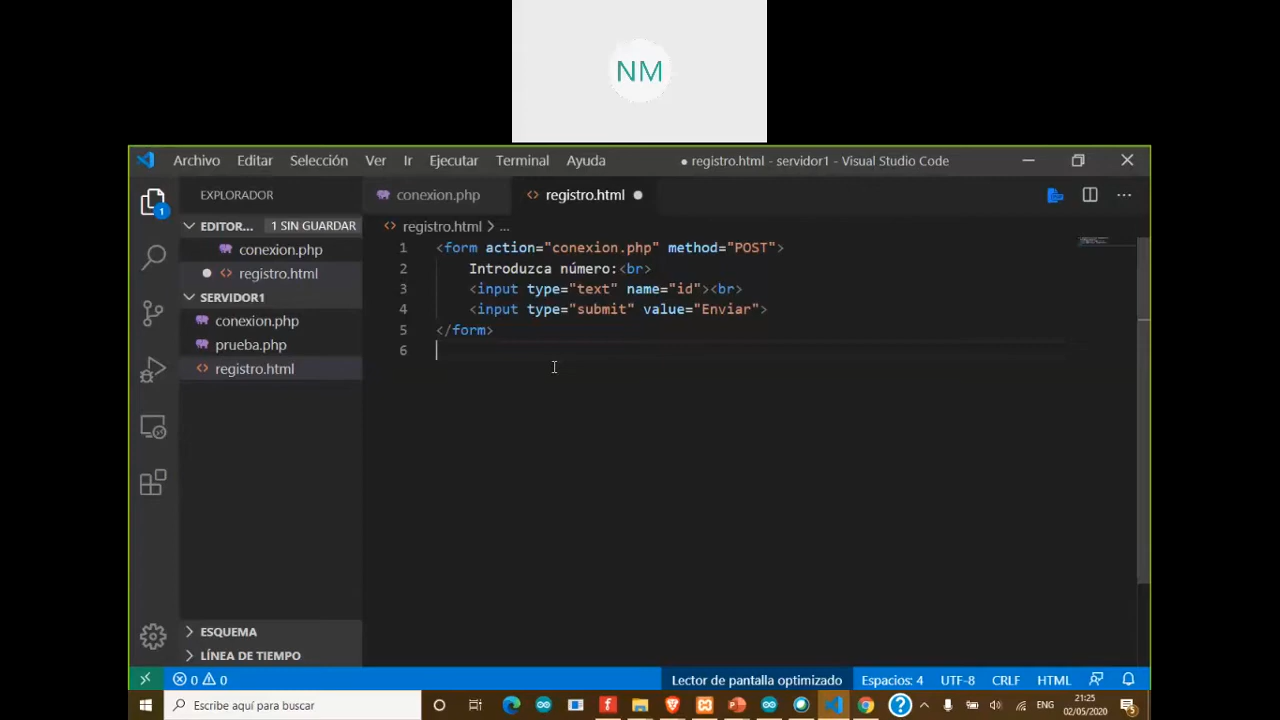 NM
Archivo Editar Selección Ver Ir Ejecutar Terminal Ayuda ● registro.html - servidor1 - Visual Studio Code
EXPLORADOR
conexion.php
registro.html
EDITOR... 1 SIN GUARDAR
conexion.php
registro.html
SERVIDOR1
conexion.php
prueba.php
registro.html
ESQUEMA
LÍNEA DE TIEMPO
1
registro.html > ...
1 <form action="conexion.php" method="POST">
2 Introduzca número:<br>
3 <input type="text" name="id"><br>
4 <input type="submit" value="Enviar">
5 </form>
6
0 0 Lector de pantalla optimizado Espacios: 4 UTF-8 CRLF HTML
Escribe aquí para buscar
ENG
21:25
02/05/2020
5